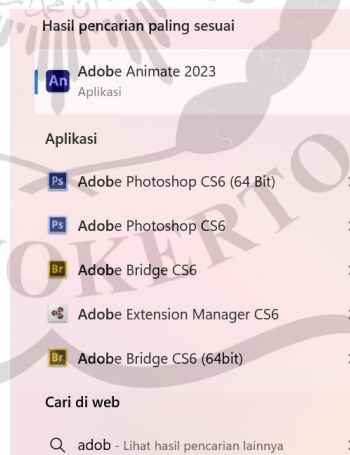 Hasil pencarian paling sesuai
An
Adobe Animate 2023
Aplikasi
Aplikasi
Ps Adobe Photoshop CS6 (64 Bit)
Ps Adobe Photoshop CS6
Br Adobe Bridge CS6
Adobe Extension Manager CS6
Br Adobe Bridge CS6 (64bit)
Cari di web
adob - Lihat hasil pencarian lainnya